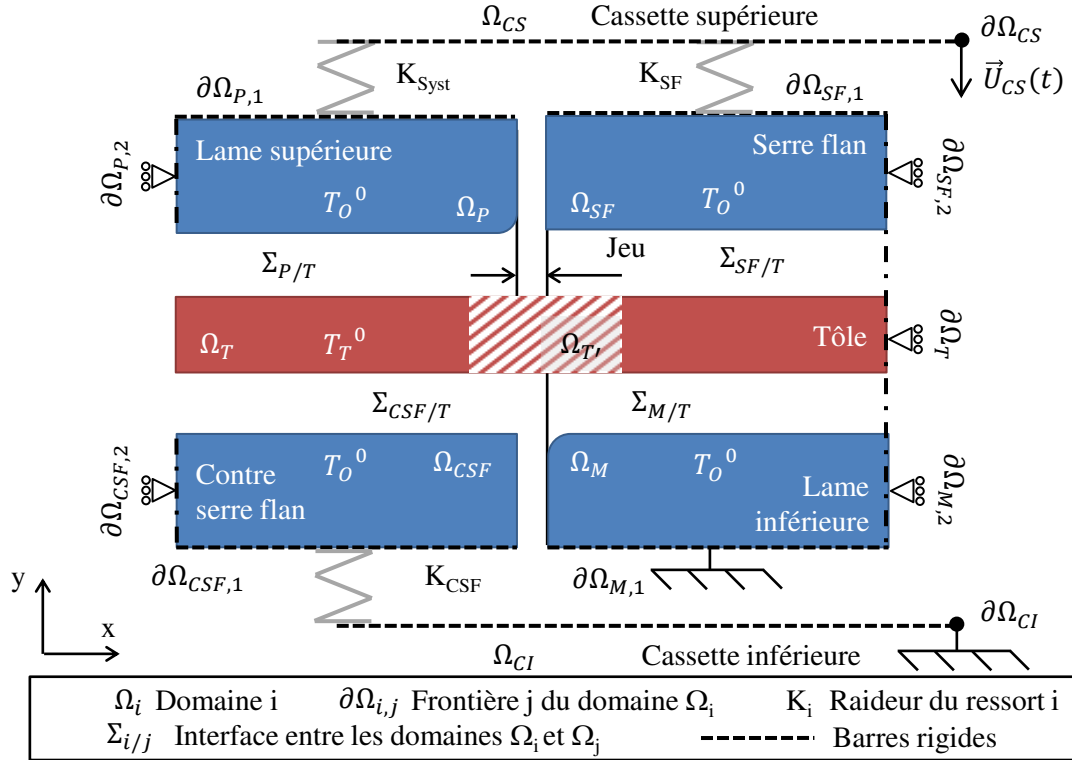 Ω_CS Cassette supérieure ∂Ω_CS
K_Syst K_SF U⃗_CS(t)
∂Ω_P,1 ∂Ω_SF,1
∂Ω_P,2 Lame supérieure Serre flan ∂Ω_SF,2
T_O^0 Ω_P Ω_SF T_O^0
Σ_P/T Jeu Σ_SF/T
Ω_T T_T^0 Ω_T′ Tôle ∂Ω_T
Σ_CSF/T Σ_M/T
∂Ω_CSF,2 Contre T_O^0 Ω_CSF Ω_M T_O^0 Lame ∂Ω_M,2
serre flan inférieure
∂Ω_CSF,1 K_CSF ∂Ω_M,1
y
x
∂Ω_CI
Ω_CI Cassette inférieure
Ω_i Domaine i ∂Ω_i,j Frontière j du domaine Ω_i K_i Raideur du ressort i
Σ_i/j Interface entre les domaines Ω_i et Ω_j Barres rigides